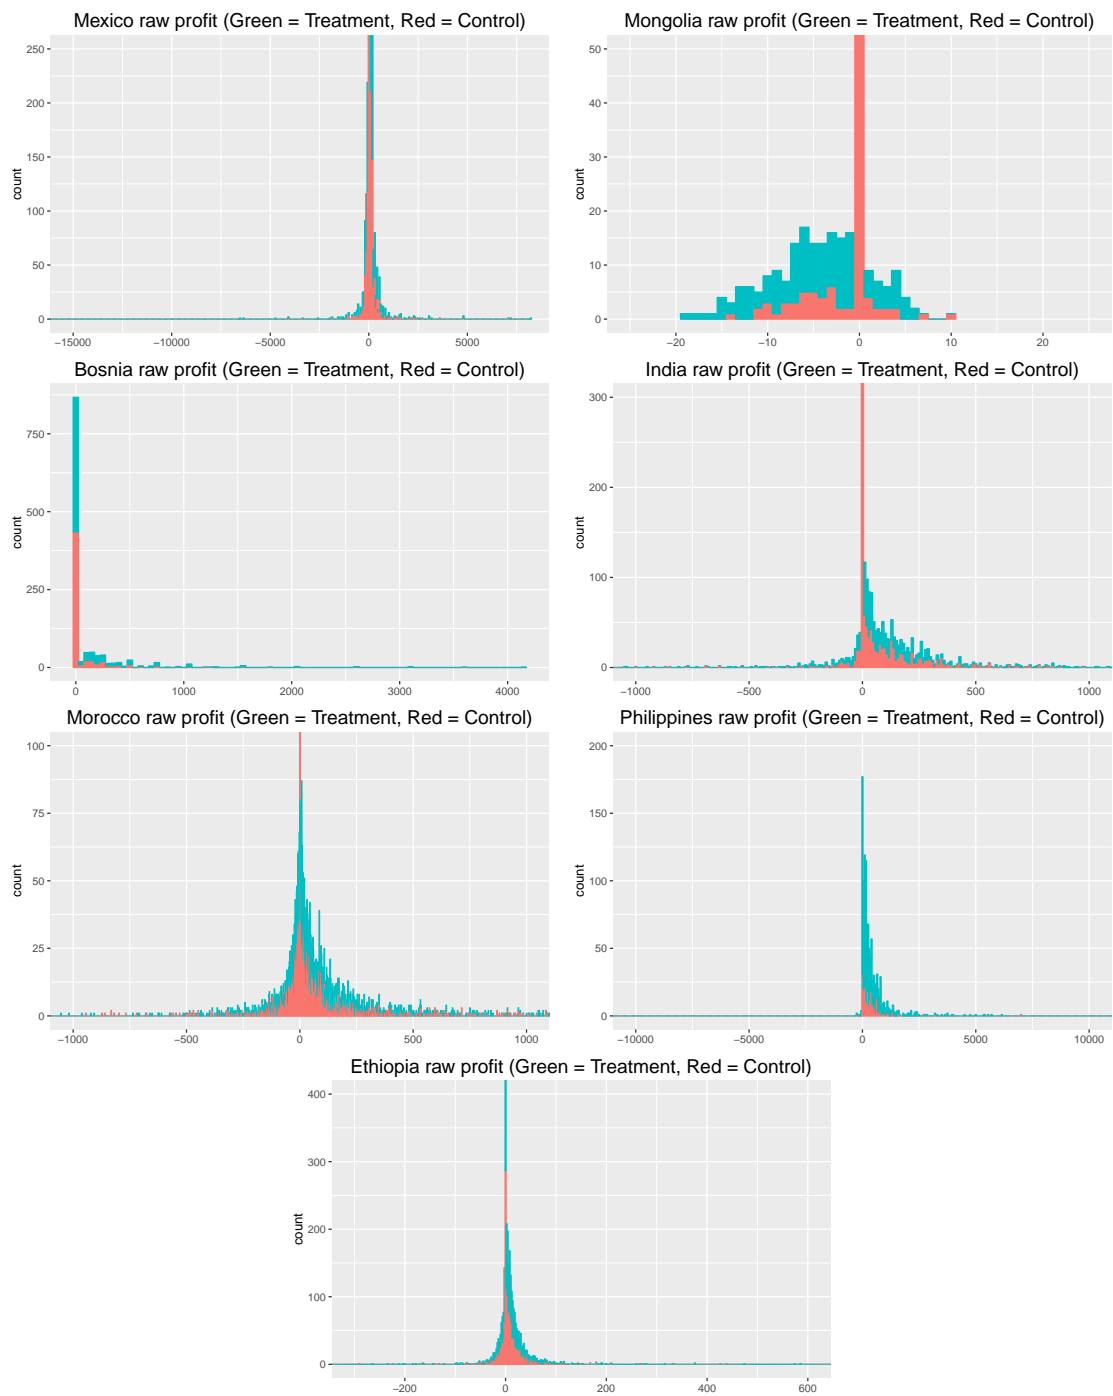 Mexico raw profit (Green = Treatment, Red = Control)
250
200
150
100
50
0
count
−15000 −10000 −5000 0 5000
Mongolia raw profit (Green = Treatment, Red = Control)
50
40
30
20
10
0
count
−20 −10 0 10 20
Bosnia raw profit (Green = Treatment, Red = Control)
750
500
250
0
count
0 1000 2000 3000 4000
India raw profit (Green = Treatment, Red = Control)
300
200
100
0
count
−1000 −500 0 500 1000
Morocco raw profit (Green = Treatment, Red = Control)
100
75
50
25
0
count
−1000 −500 0 500 1000
Philippines raw profit (Green = Treatment, Red = Control)
200
150
100
50
0
count
−10000 −5000 0 5000 10000
Ethiopia raw profit (Green = Treatment, Red = Control)
400
300
200
100
0
count
−200 0 200 400 600